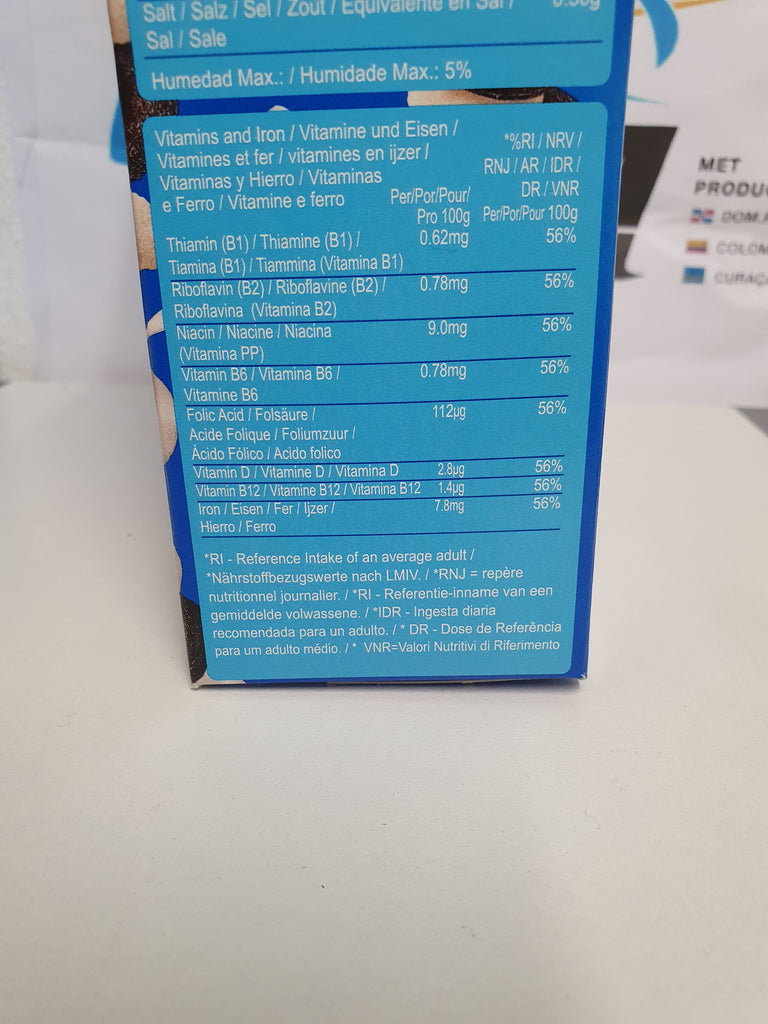 Salt / Salz / Sel / Zout / Equivalente en Sal /
Sal / Sale
Humedad Max.: / Humidade Max.: 5%
Vitamins and Iron / Vitamine und Eisen /
Vitamines et fer / vitamines en ijzer /
Vitaminas y Hierro / Vitaminas
e Ferro / Vitamine e ferro
Per/Por/Pour/
Pro 100g
*%RI / NRV /
RNJ / AR / IDR /
DR / VNR
Per/Por/Pour 100g
Thiamin (B1) / Thiamine (B1) / 0.62mg 56%
Tiamina (B1) / Tiammina (Vitamina B1)
Riboflavin (B2) / Riboflavine (B2) / 0.78mg 56%
Riboflavina (Vitamina B2)
Niacin / Niacine / Niacina 9.0mg 56%
(Vitamina PP)
Vitamin B6 / Vitamina B6 / 0.78mg 56%
Vitamine B6
Folic Acid / Folsäure / 112µg 56%
Acide Folique / Foliumzuur /
Ácido Fólico / Acido folico
Vitamin D / Vitamine D / Vitamina D 2.8µg 56%
Vitamin B12 / Vitamine B12 / Vitamina B12 1.4µg 56%
Iron / Eisen / Fer / Ijzer / 7.8mg 56%
Hierro / Ferro
*RI - Reference Intake of an average adult /
*Nährstoffbezugswerte nach LMIV. / *RNJ = repère
nutritionnel journalier. / *RI - Referentie-inname van een
gemiddelde volwassene. / *IDR - Ingesta diaria
recomendada para un adulto. / * DR - Dose de Referência
para um adulto médio. / * VNR=Valori Nutritivi di Riferimento
MET